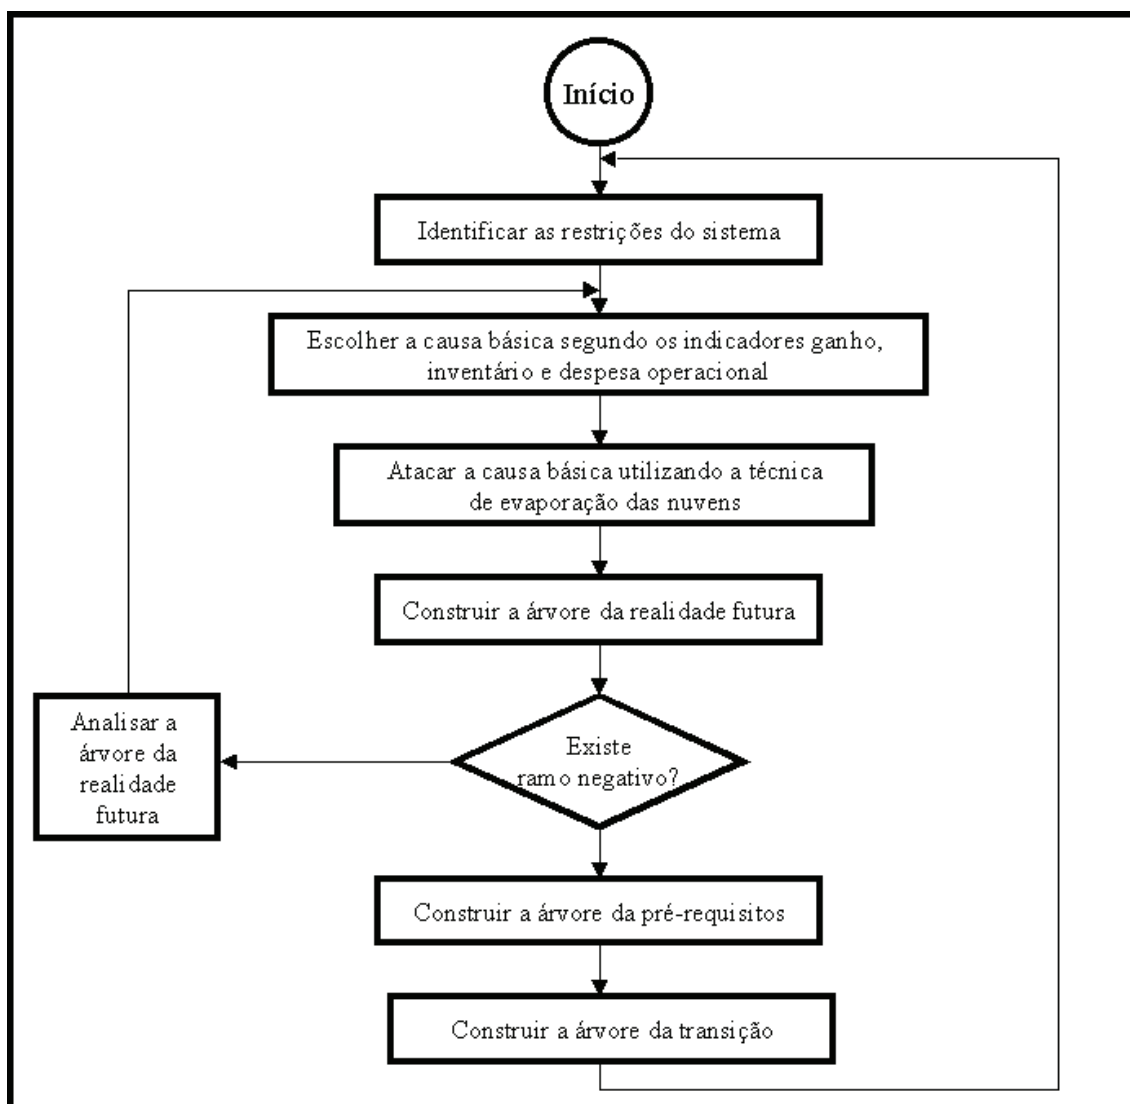 Início
Identificar as restrições do sistema
Escolher a causa básica segundo os indicadores ganho,
inventário e despesa operacional
Atacar a causa básica utilizando a técnica
de evaporação das nuvens
Construir a árvore da realidade futura
Analisar a
árvore da
realidade
futura
Existe
ramo negativo?
Construir a árvore da pré-requisitos
Construir a árvore da transição